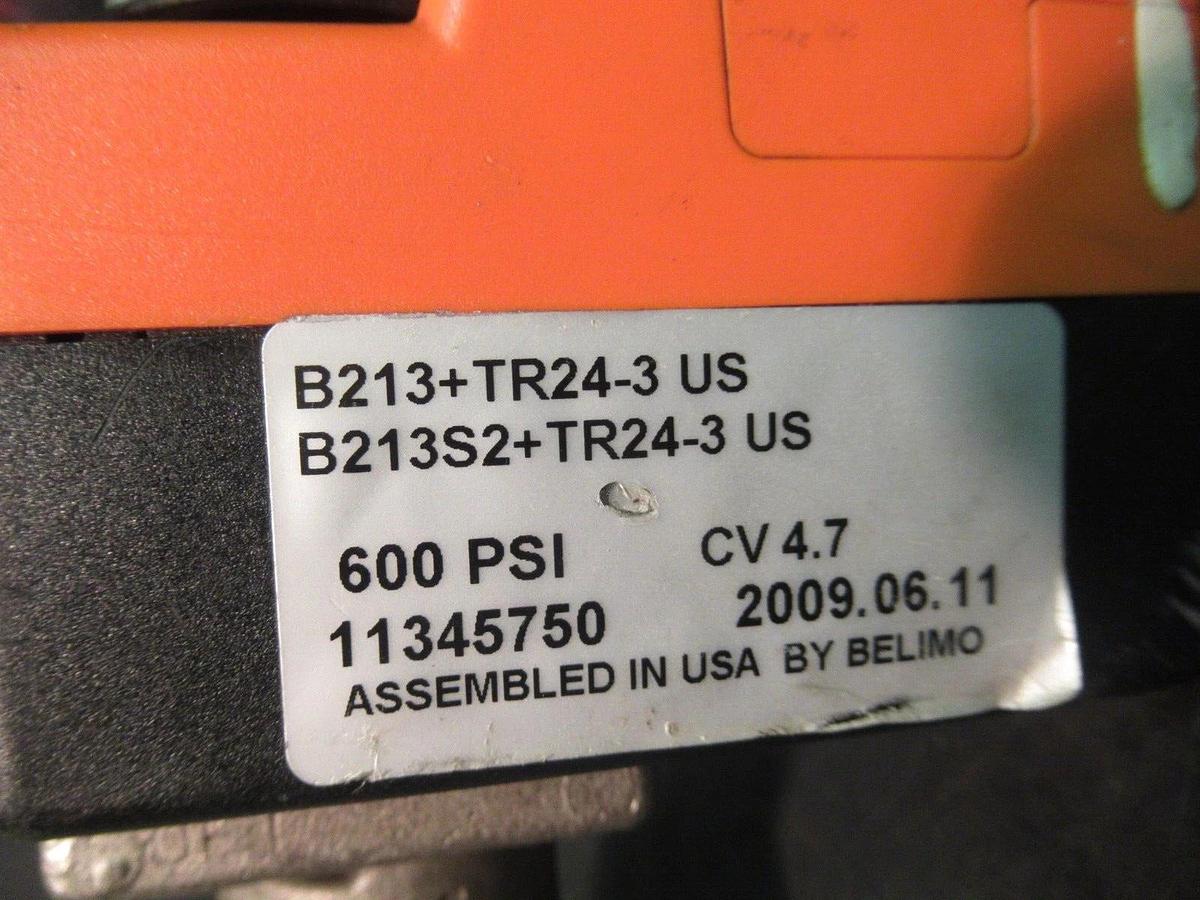 B213+TR24-3 US
B213S2+TR24-3 US
600 PSI CV 4.7
11345750 2009.06.11
ASSEMBLED IN USA BY BELIMO